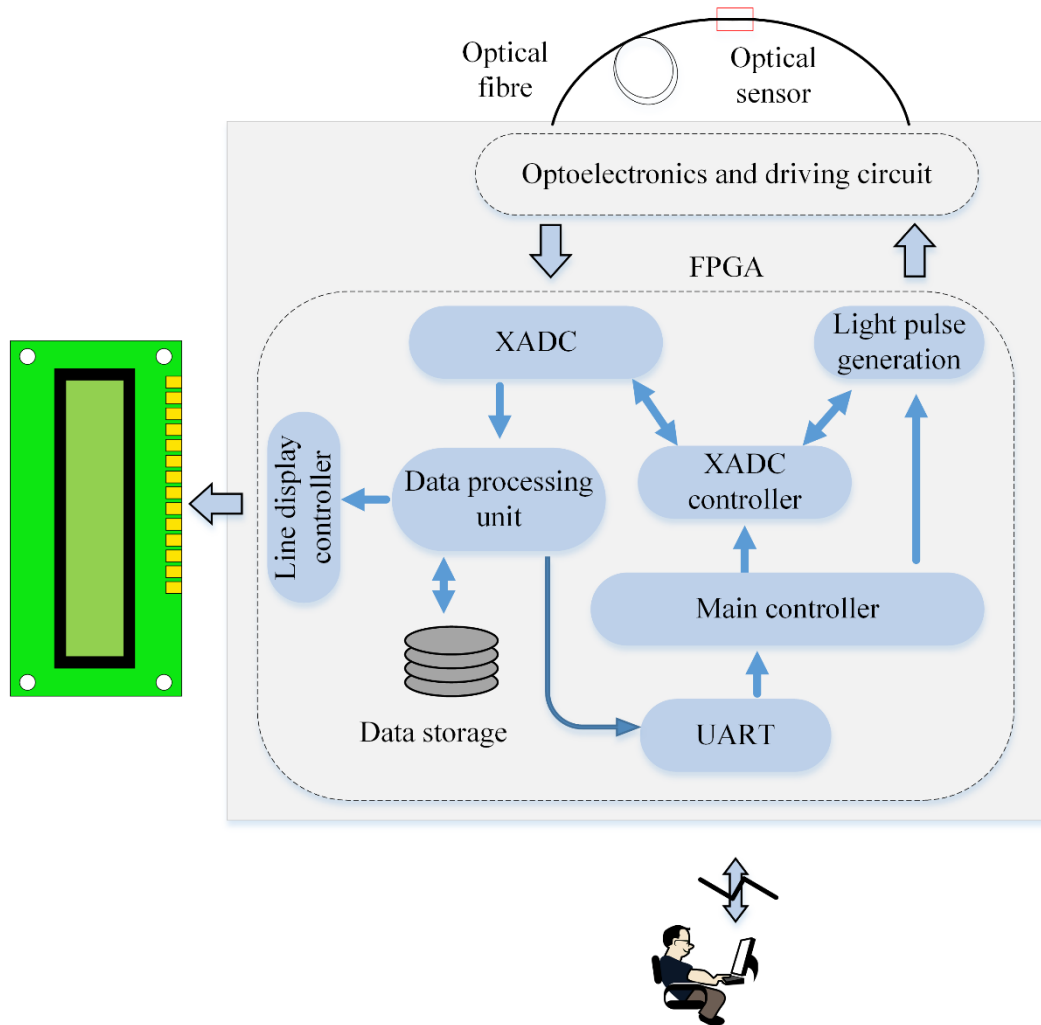 Optical
fibre
Optical
sensor
Optoelectronics and driving circuit
FPGA
XADC
Light pulse
generation
Line display
controller
Data processing
unit
XADC
controller
Main controller
Data storage
UART